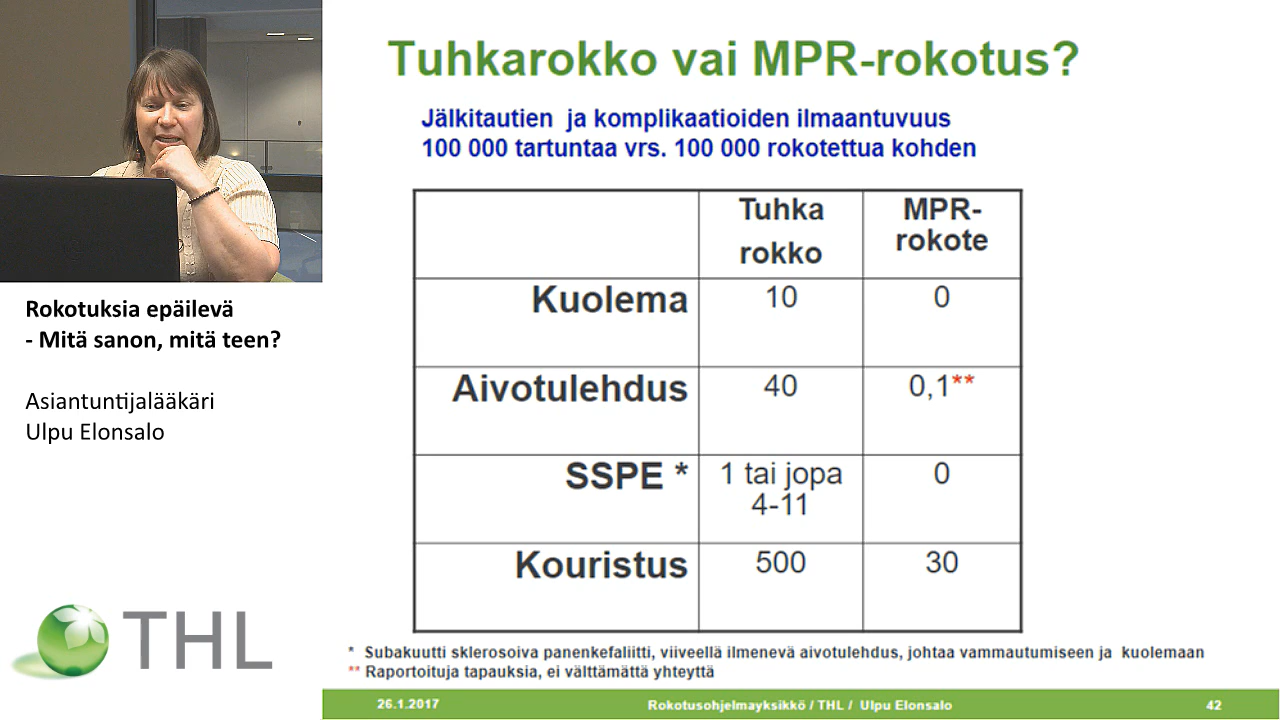 Tuhkarokko vai MPR-rokotus?
Jälkitautien ja komplikaatioiden ilmaantuvuus
100 000 tartuntaa vrs. 100 000 rokotettua kohden
Tuhka
rokko
MPR-
rokote
Kuolema
10
0
Aivotulehdus
40
0,1**
SSPE *
1 tai jopa
4-11
0
Kouristus
500
30
* Subakuutti sklerosoiva panenkefaliitti, viiveellä ilmenevä aivotulehdus, johtaa vammautumiseen ja kuolemaan
** Raportoituja tapauksia, ei välttämättä yhteyttä
26.1.2017
Rokotusohjelmayksikkö / THL / Ulpu Elonsalo
42
Rokotuksia epäilevä
- Mitä sanon, mitä teen?
Asiantuntijalääkäri
Ulpu Elonsalo
THL